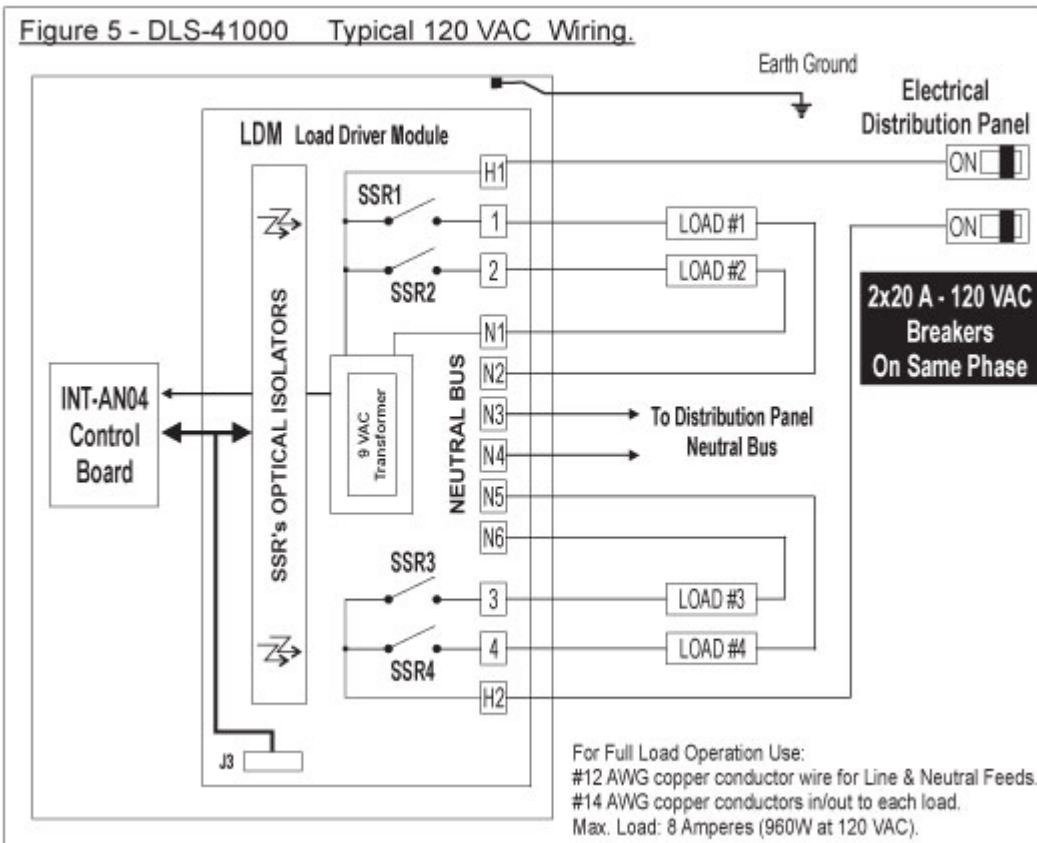 Figure 5 - DLS-41000 Typical 120 VAC Wiring.
Earth Ground
Electrical
Distribution Panel
ON
ON
2x20 A - 120 VAC
Breakers
On Same Phase
LDM Load Driver Module
H1
SSR1
1
LOAD #1
2
LOAD #2
SSR2
N1
N2
N3
To Distribution Panel
N4
Neutral Bus
N5
N6
NEUTRAL BUS
9 VAC
Transformer
SSR's OPTICAL ISOLATORS
INT-AN04
Control
Board
SSR3
3
LOAD #3
4
LOAD #4
SSR4
H2
J3
For Full Load Operation Use:
#12 AWG copper conductor wire for Line & Neutral Feeds.
#14 AWG copper conductors in/out to each load.
Max. Load: 8 Amperes (960W at 120 VAC).